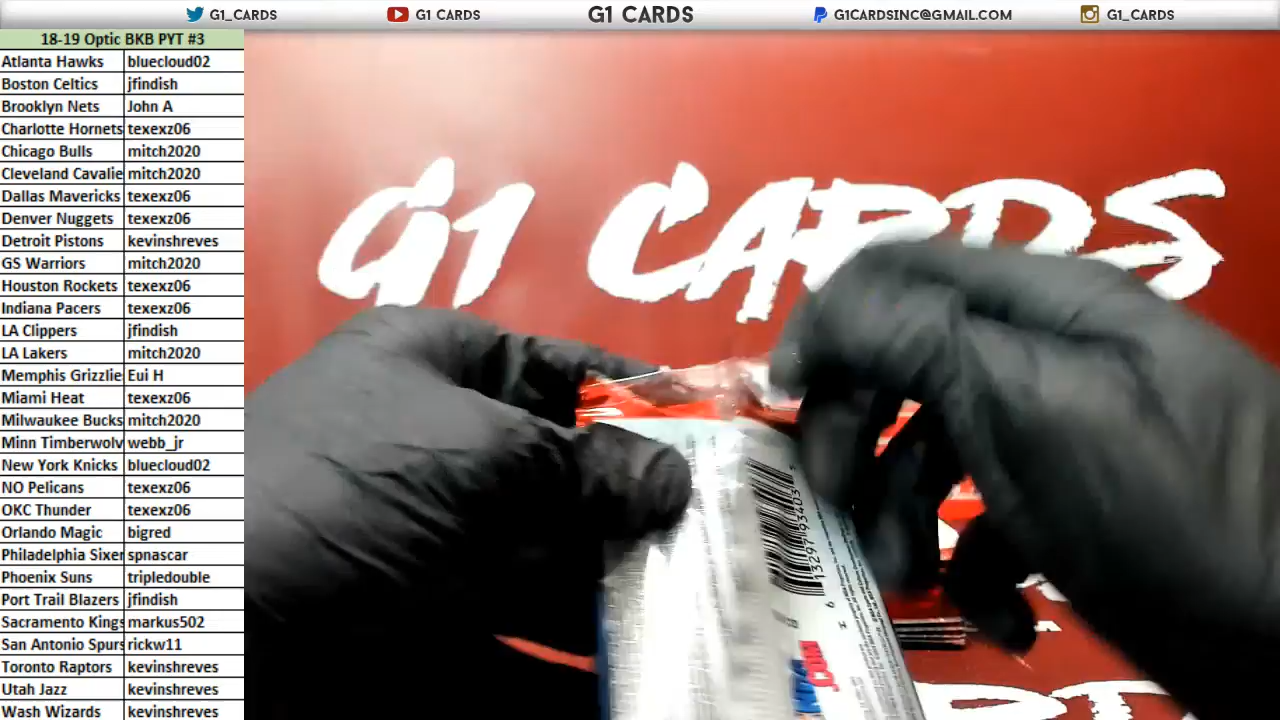 G1_CARDS G1 CARDS G1 CARDS G1CARDSINC@GMAIL.COM G1_CARDS
18-19 Optic BKB PYT #3
Atlanta Hawks bluecloud02
Boston Celtics jfindish
Brooklyn Nets John A
Charlotte Hornets texexz06
Chicago Bulls mitch2020
Cleveland Cavalie mitch2020
Dallas Mavericks texexz06
Denver Nuggets texexz06
Detroit Pistons kevinshreves
GS Warriors mitch2020
Houston Rockets texexz06
Indiana Pacers texexz06
LA Clippers jfindish
LA Lakers mitch2020
Memphis Grizzlie Eui H
Miami Heat texexz06
Milwaukee Bucks mitch2020
Minn Timberwolv webb_jr
New York Knicks bluecloud02
NO Pelicans texexz06
OKC Thunder texexz06
Orlando Magic bigred
Philadelphia Sixer spnascar
Phoenix Suns tripledouble
Port Trail Blazers jfindish
Sacramento Kings markus502
San Antonio Spurs rickw11
Toronto Raptors kevinshreves
Utah Jazz kevinshreves
Wash Wizards kevinshreves
G1 CARDS